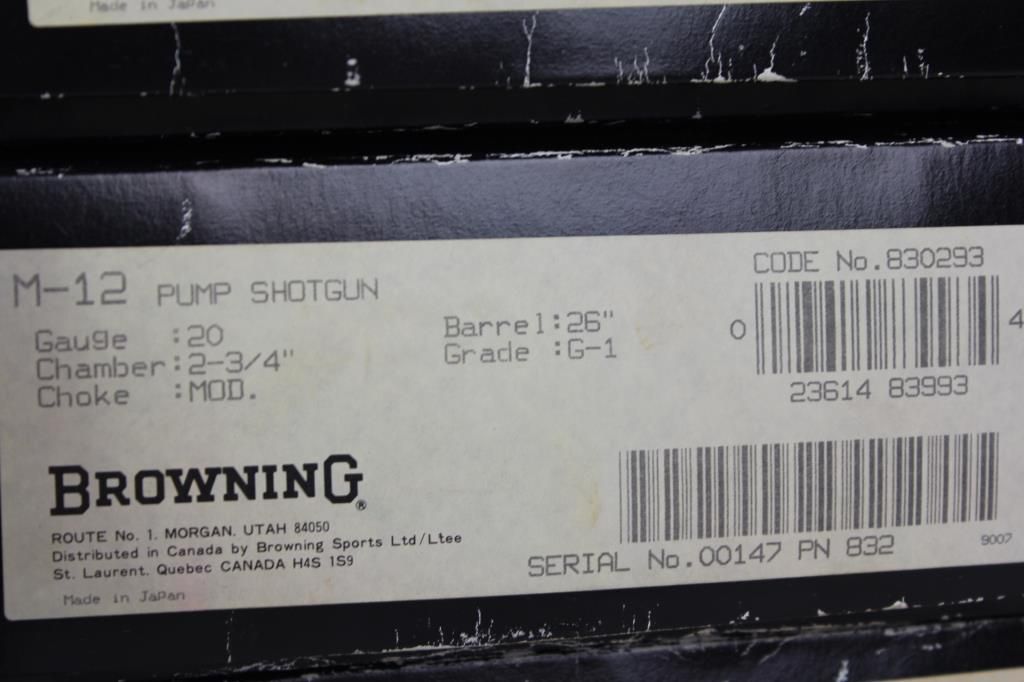 Made in Japan
M-12 PUMP SHOTGUN
Gauge :20
Chamber:2-3/4"
Choke :MOD.
Barrel:26"
Grade :G-1
CODE No.830293
0 4
23614 83993
BROWNING®
ROUTE No. 1. MORGAN. UTAH 84050
Distributed in Canada by Browning Sports Ltd/Ltee
St. Laurent. Quebec CANADA H4S 1S9
Made in Japan
SERIAL No.00147 PN 832
9007